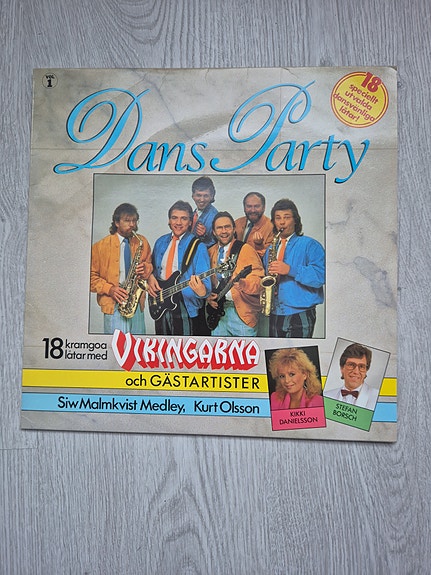 VOL.
1
18
speciellt
utvalda
dansvänliga
låtar!
Dans Party
18 kramgoa
låtar med
VIKINGARNA
och GÄSTARTISTER
Siw Malmkvist Medley, Kurt Olsson
KIKKI
DANIELSSON
STEFAN
BORSCH